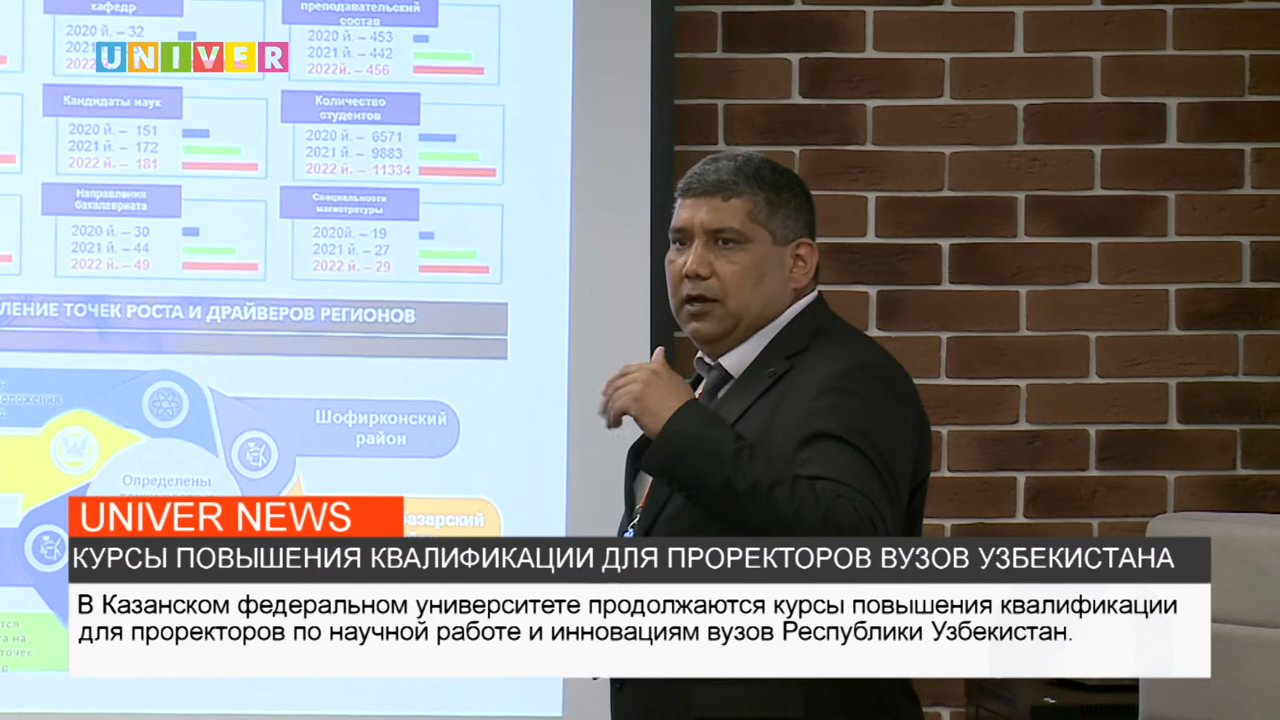 кафедр
2020 й. – 32
2021
2022
преподавательский
состав
2020 й. – 453
2021 й. – 442
2022й. – 456
UNIVER
Кандидаты наук
2020 й. – 151
2021 й. – 172
2022 й. – 181
Количество
студентов
2020 й. – 6571
2021 й. – 9883
2022 й. – 11334
Направления
бакалавриата
2020 й. – 30
2021 й. – 44
2022 й. – 49
Специальности
магистратуры
2020й. – 19
2021 й. – 27
2022 й. – 29
ЛЕНИЕ ТОЧЕК РОСТА И ДРАЙВЕРОВ РЕГИОНОВ
Шофирконский
район
Определены
базарский
UNIVER NEWS
КУРСЫ ПОВЫШЕНИЯ КВАЛИФИКАЦИИ ДЛЯ ПРОРЕКТОРОВ ВУЗОВ УЗБЕКИСТАНА
В Казанском федеральном университете продолжаются курсы повышения квалификации
для проректоров по научной работе и инновациям вузов Республики Узбекистан.